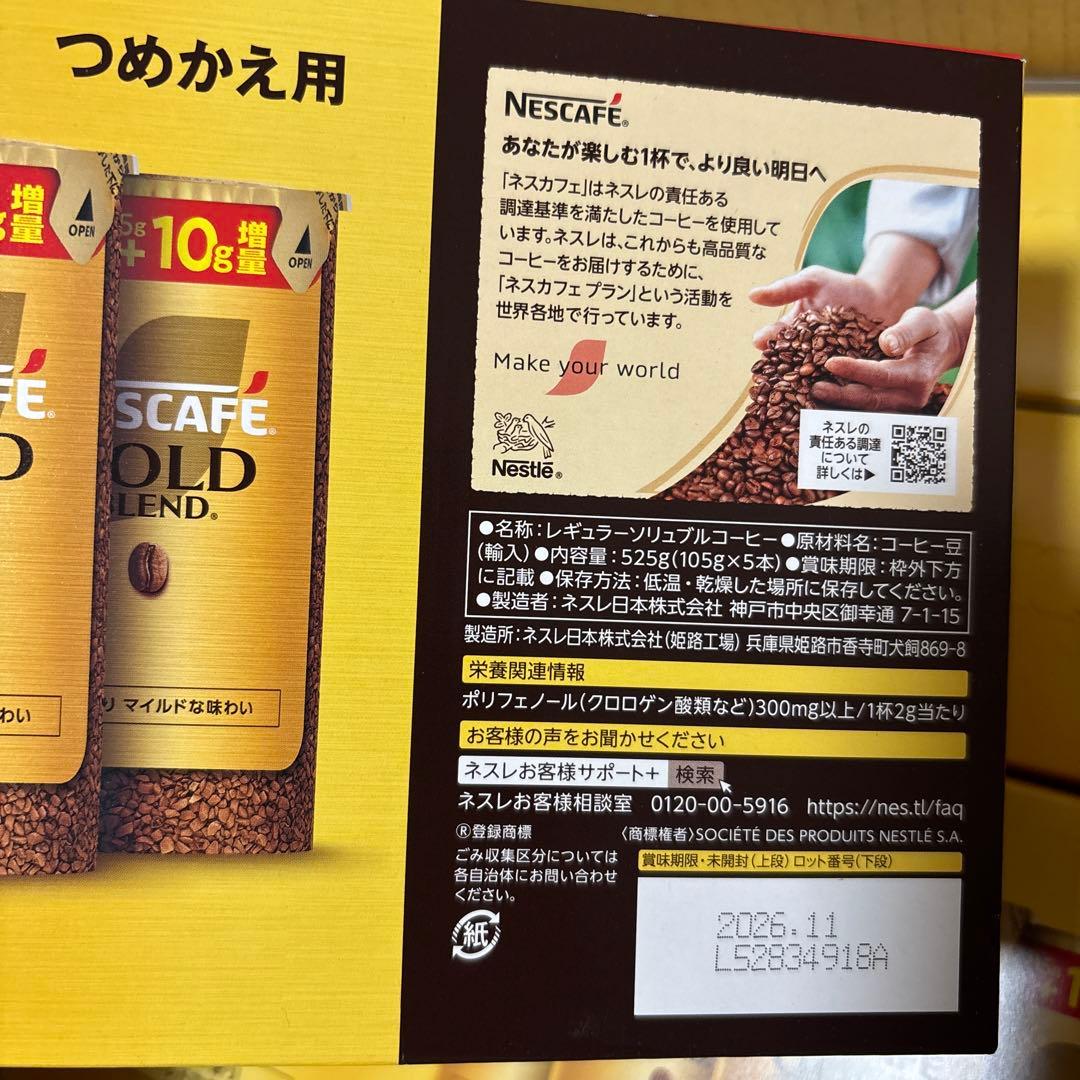 つめかえ用
増量
OPEN
5g
+10g増量
OPEN
FÉ®
SCAFÉ®
D
OLD
LEND®
わい
り マイルドな味わい
NESCAFÉ®
あなたが楽しむ1杯で、より良い明日へ
「ネスカフェ」はネスレの責任ある
調達基準を満たしたコーヒーを使用して
います。ネスレは、これからも高品質な
コーヒーをお届けするために、
「ネスカフェ プラン」という活動を
世界各地で行っています。
Make your world
Nestlē®
ネスレの
責任ある調達
について
詳しくは▶
●名称：レギュラーソリュブルコーヒー ●原材料名：コーヒー豆
(輸入) ●内容量：525g(105g×5本) ●賞味期限：枠外下方
に記載 ●保存方法：低温・乾燥した場所に保存してください。
●製造者：ネスレ日本株式会社 神戸市中央区御幸通 7-1-15
製造所：ネスレ日本株式会社(姫路工場) 兵庫県姫路市香寺町犬飼869-8
栄養関連情報
ポリフェノール(クロロゲン酸類など)300mg以上/1杯2g当たり
お客様の声をお聞かせください
ネスレお客様サポート+ 検索
ネスレお客様相談室 0120-00-5916 https://nes.tl/faq
Ⓡ登録商標 〈商標権者〉SOCIÉTÉ DES PRODUITS NESTLÉ S.A.
ごみ収集区分については
各自治体にお問い合わせ
ください。
紙
賞味期限・未開封(上段) ロット番号(下段)
2026.11
L52834918A